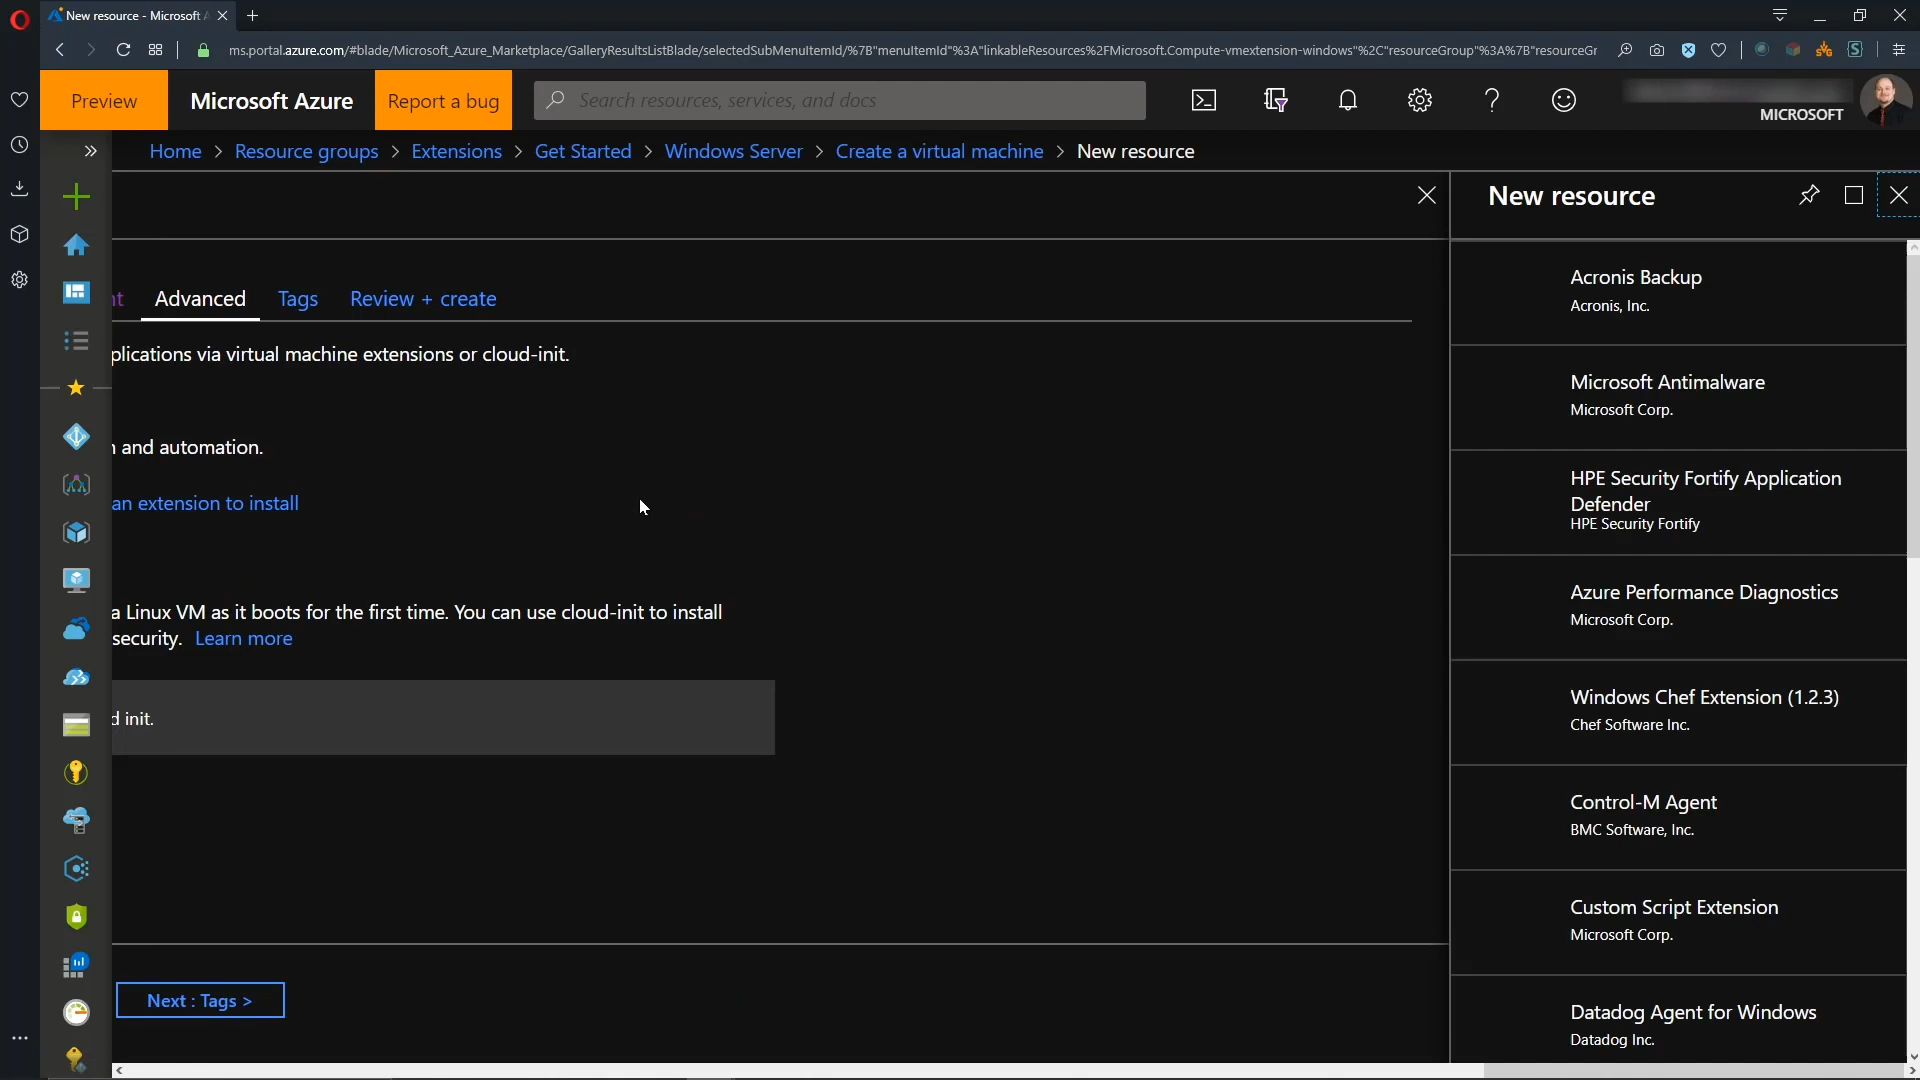 New resource - Microsoft A
ms.portal.azure.com/#blade/Microsoft_Azure_Marketplace/GalleryResultsListBlade/selectedSubMenuItemId/%7B"menuItemId"%3A"linkableResources%2FMicrosoft.Compute-vmextension-windows"%2C"resourceGroup"%3A%7B"resourceGr
Preview
Microsoft Azure
Report a bug
Search resources, services, and docs
MICROSOFT
Home > Resource groups > Extensions > Get Started > Windows Server > Create a virtual machine > New resource
nt
Advanced
Tags
Review + create
plications via virtual machine extensions or cloud-init.
n and automation.
an extension to install
a Linux VM as it boots for the first time. You can use cloud-init to install
security. Learn more
d init.
Next : Tags >
New resource
Acronis Backup
Acronis, Inc.
Microsoft Antimalware
Microsoft Corp.
HPE Security Fortify Application
Defender
HPE Security Fortify
Azure Performance Diagnostics
Microsoft Corp.
Windows Chef Extension (1.2.3)
Chef Software Inc.
Control-M Agent
BMC Software, Inc.
Custom Script Extension
Microsoft Corp.
Datadog Agent for Windows
Datadog Inc.